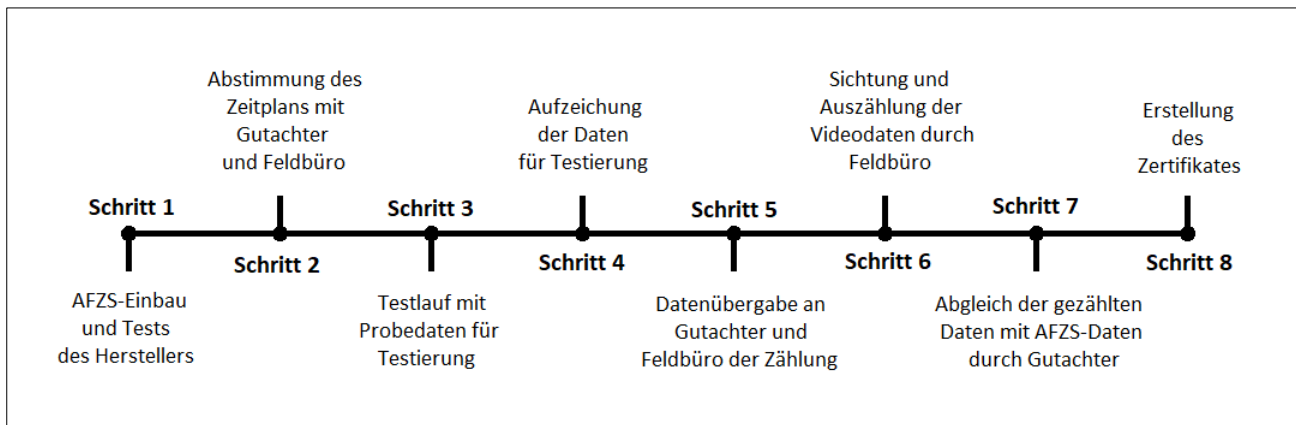 Schritt 1
AFZS-Einbau
und Tests
des Herstellers
Abstimmung des
Zeitplans mit
Gutachter
und Feldbüro
Schritt 2
Schritt 3
Testlauf mit
Probedaten für
Testierung
Aufzeichung
der Daten
für Testierung
Schritt 4
Schritt 5
Datenübergabe an
Gutachter und
Feldbüro der Zählung
Sichtung und
Auszählung der
Videodaten durch
Feldbüro
Schritt 6
Schritt 7
Abgleich der gezählten
Daten mit AFZS-Daten
durch Gutachter
Erstellung
des
Zertifikates
Schritt 8